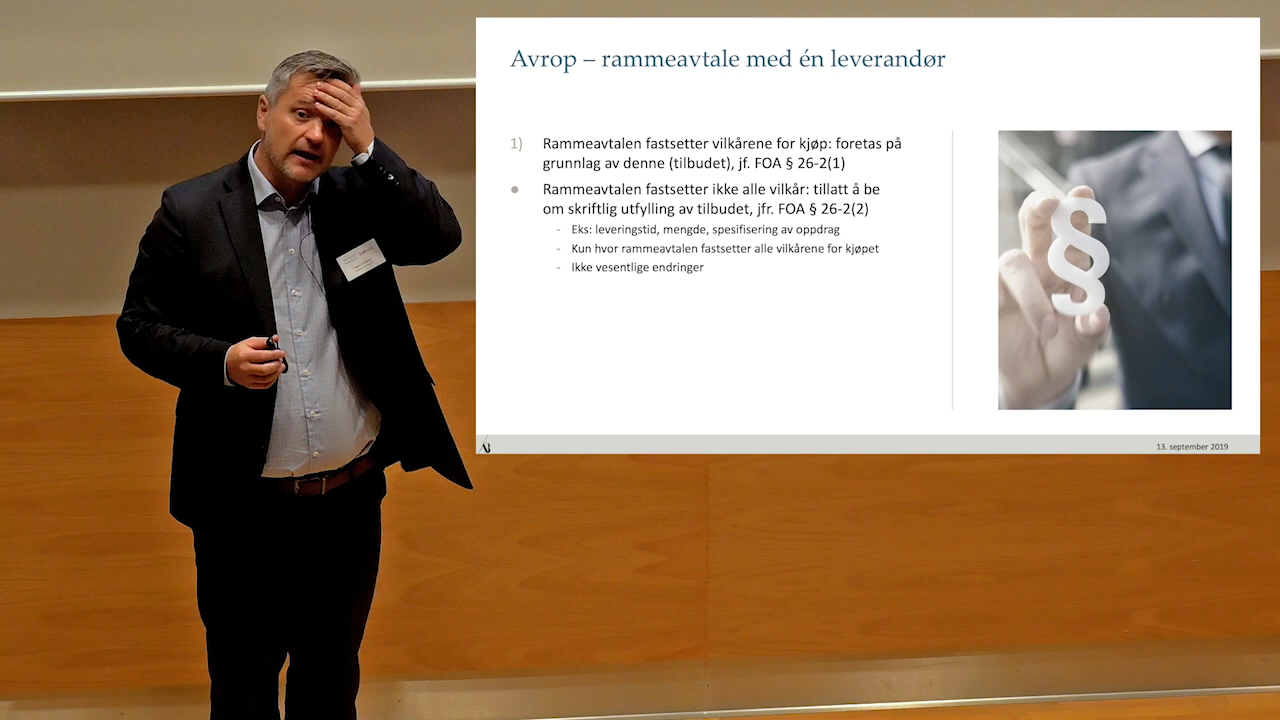 Avrop – rammeavtale med én leverandør
1) Rammeavtalen fastsetter vilkårene for kjøp: foretas på
grunnlag av denne (tilbudet), jf. FOA § 26-2(1)
● Rammeavtalen fastsetter ikke alle vilkår: tillatt å be
om skriftlig utfylling av tilbudet, jfr. FOA § 26-2(2)
- Eks: leveringstid, mengde, spesifisering av oppdrag
- Kun hvor rammeavtalen fastsetter alle vilkårene for kjøpet
- Ikke vesentlige endringer
§
13. september 2019